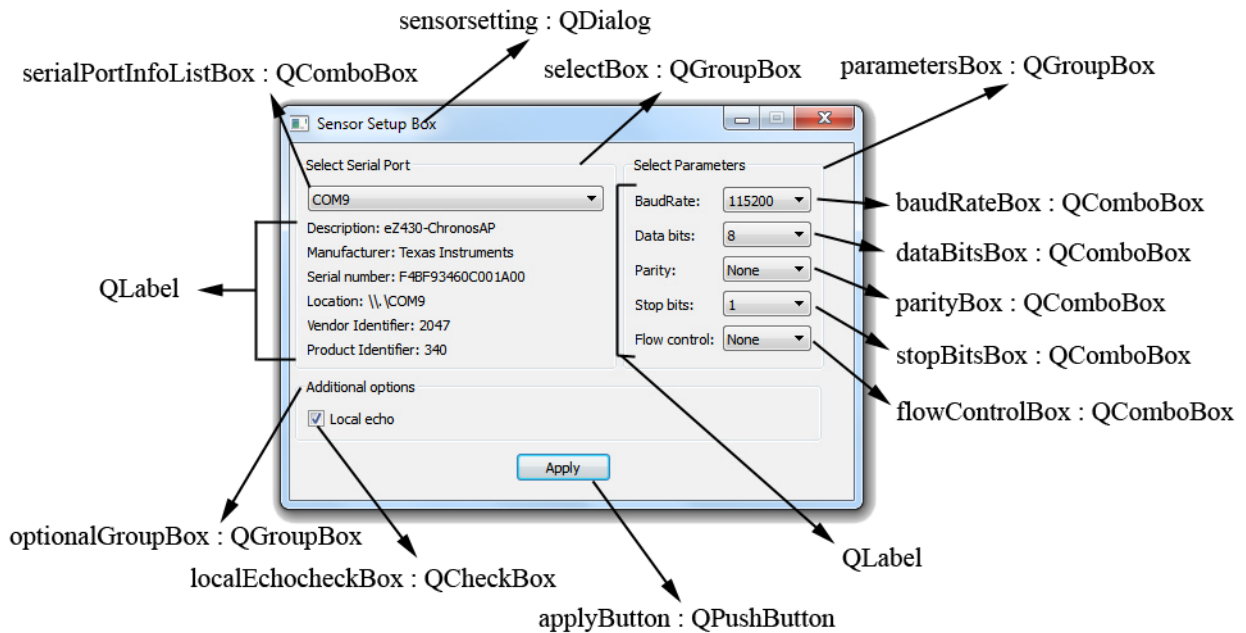 sensorsetting : QDialog
serialPortInfoListBox : QComboBox
selectBox : QGroupBox
parametersBox : QGroupBox
Sensor Setup Box
Select Serial Port
COM9
Description: eZ430-ChronosAP
Manufacturer: Texas Instruments
Serial number: F4BF93460C001A00
Location: \\.\COM9
Vendor Identifier: 2047
Product Identifier: 340
QLabel
Select Parameters
BaudRate: 115200
Data bits: 8
Parity: None
Stop bits: 1
Flow control: None
baudRateBox : QComboBox
dataBitsBox : QComboBox
parityBox : QComboBox
stopBitsBox : QComboBox
flowControlBox : QComboBox
Additional options
Local echo
Apply
optionalGroupBox : QGroupBox
localEchocheckBox : QCheckBox
QLabel
applyButton : QPushButton